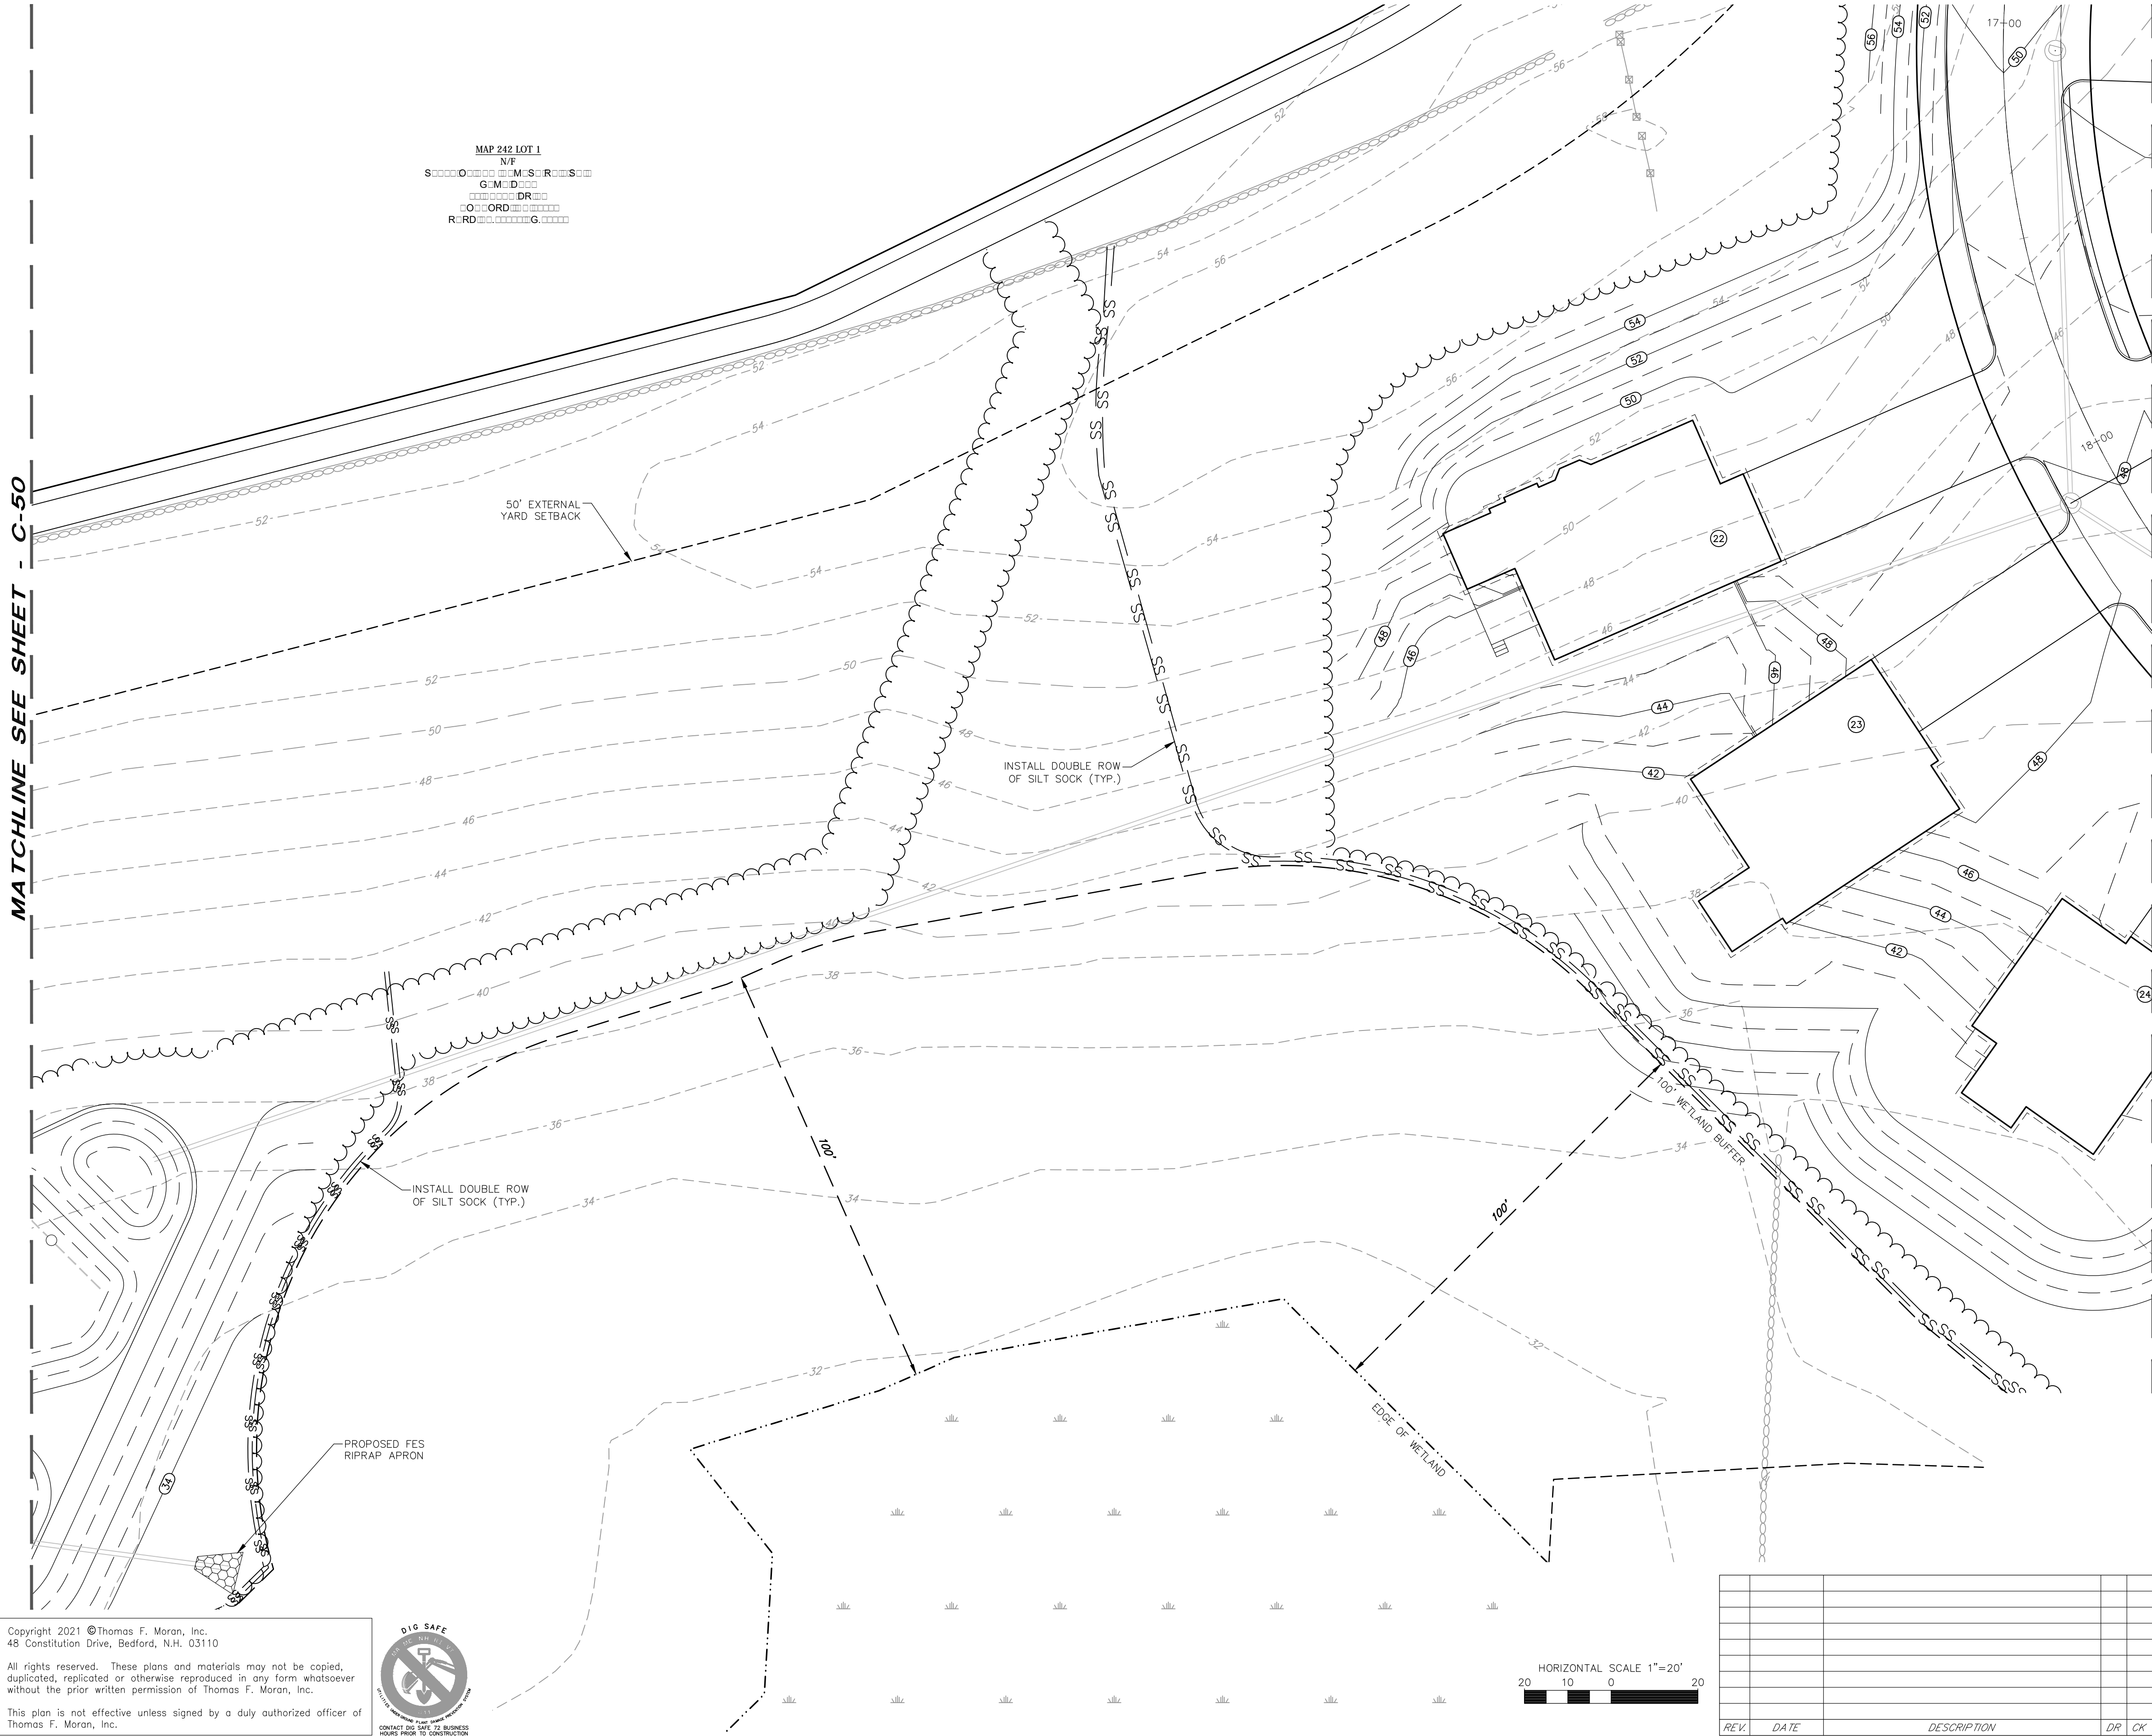 MATCHLINE SEE SHEET - C-50
MAP 242 LOT 1
N/F
50' EXTERNAL
YARD SETBACK
INSTALL DOUBLE ROW
OF SILT SOCK (TYP.)
INSTALL DOUBLE ROW
OF SILT SOCK (TYP.)
PROPOSED FES
RIPRAP APRON
100'
100'
100' WETLAND BUFFER
EDGE OF WETLAND
17+00
18+00
22
23
24
52
54
56
58
50
48
46
44
42
40
38
36
34
32
SS
Copyright 2021 ©Thomas F. Moran, Inc.
48 Constitution Drive, Bedford, N.H. 03110
All rights reserved. These plans and materials may not be copied,
duplicated, replicated or otherwise reproduced in any form whatsoever
without the prior written permission of Thomas F. Moran, Inc.
This plan is not effective unless signed by a duly authorized officer of
Thomas F. Moran, Inc.
DIG SAFE
CONTACT DIG SAFE 72 BUSINESS
HOURS PRIOR TO CONSTRUCTION
HORIZONTAL SCALE 1"=20'
20 10 0 20
REV. DATE DESCRIPTION DR CK